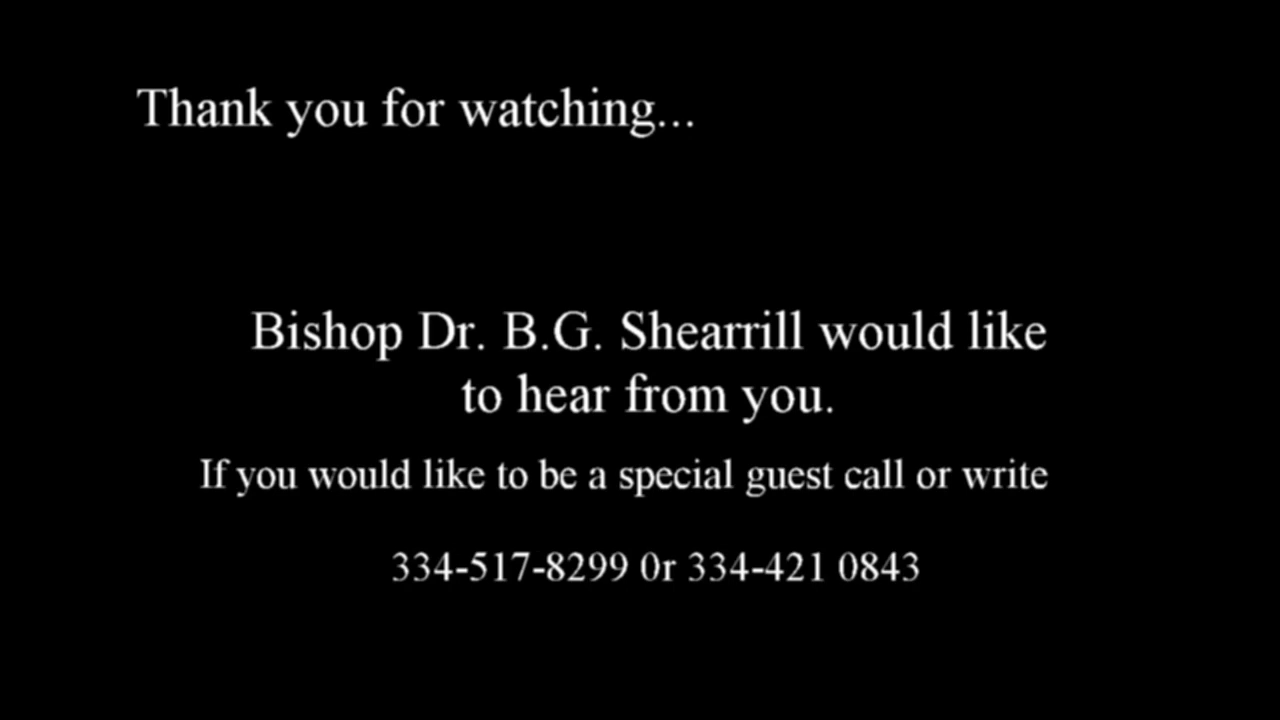 Thank you for watching...
Bishop Dr. B.G. Shearrill would like
to hear from you.
If you would like to be a special guest call or write
334-517-8299 0r 334-421 0843